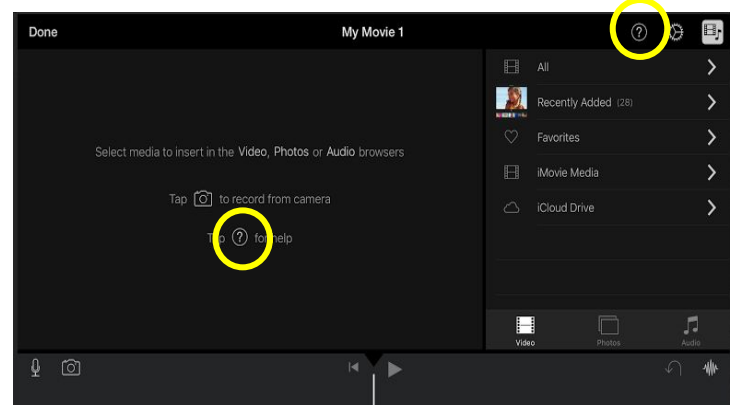 Done
My Movie 1
All
Recently Added (28)
Favorites
iMovie Media
iCloud Drive
Select media to insert in the Video, Photos or Audio browsers
Tap to record from camera
Tap ? for help
Video
Photos
Audio